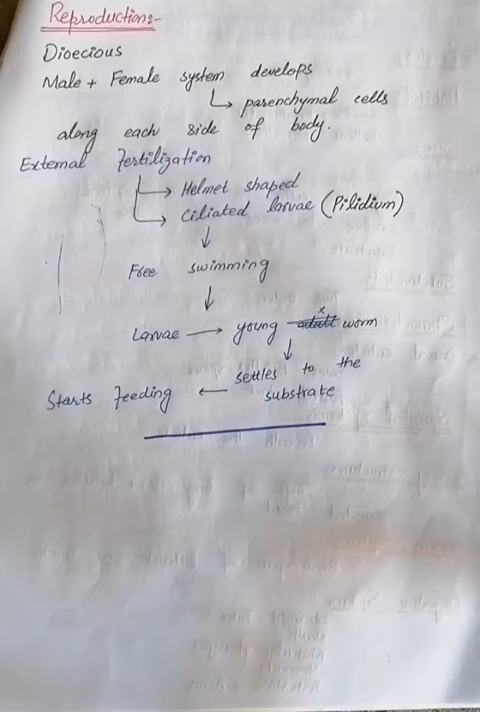 Reproduction:-
Dioecious
Male + Female system develops
↳ parenchymal cells
along each side of body.
External Fertilization
→ Helmet shaped
→ Ciliated larvae (Pilidium)
↓
Free swimming
↓
Larvae → young adult worm
↓
settles to the
Starts Feeding ← substrate